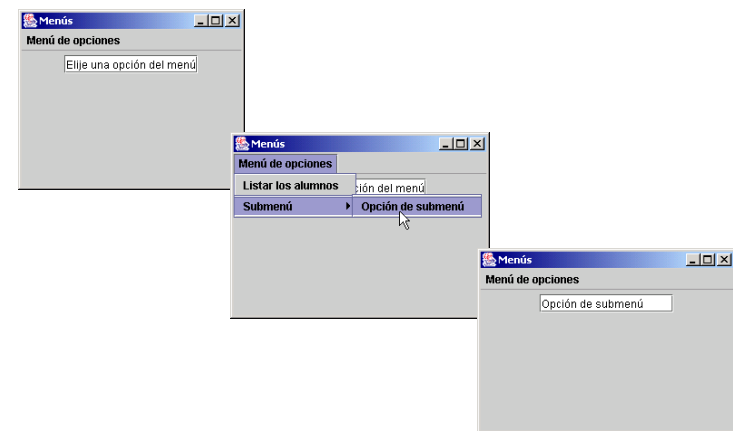 Menús
Menú de opciones
Elije una opción del menú
Menús
Menú de opciones
Listar los alumnos
ción del menú
Submenú
Opción de submenú
Menús
Menú de opciones
Opción de submenú